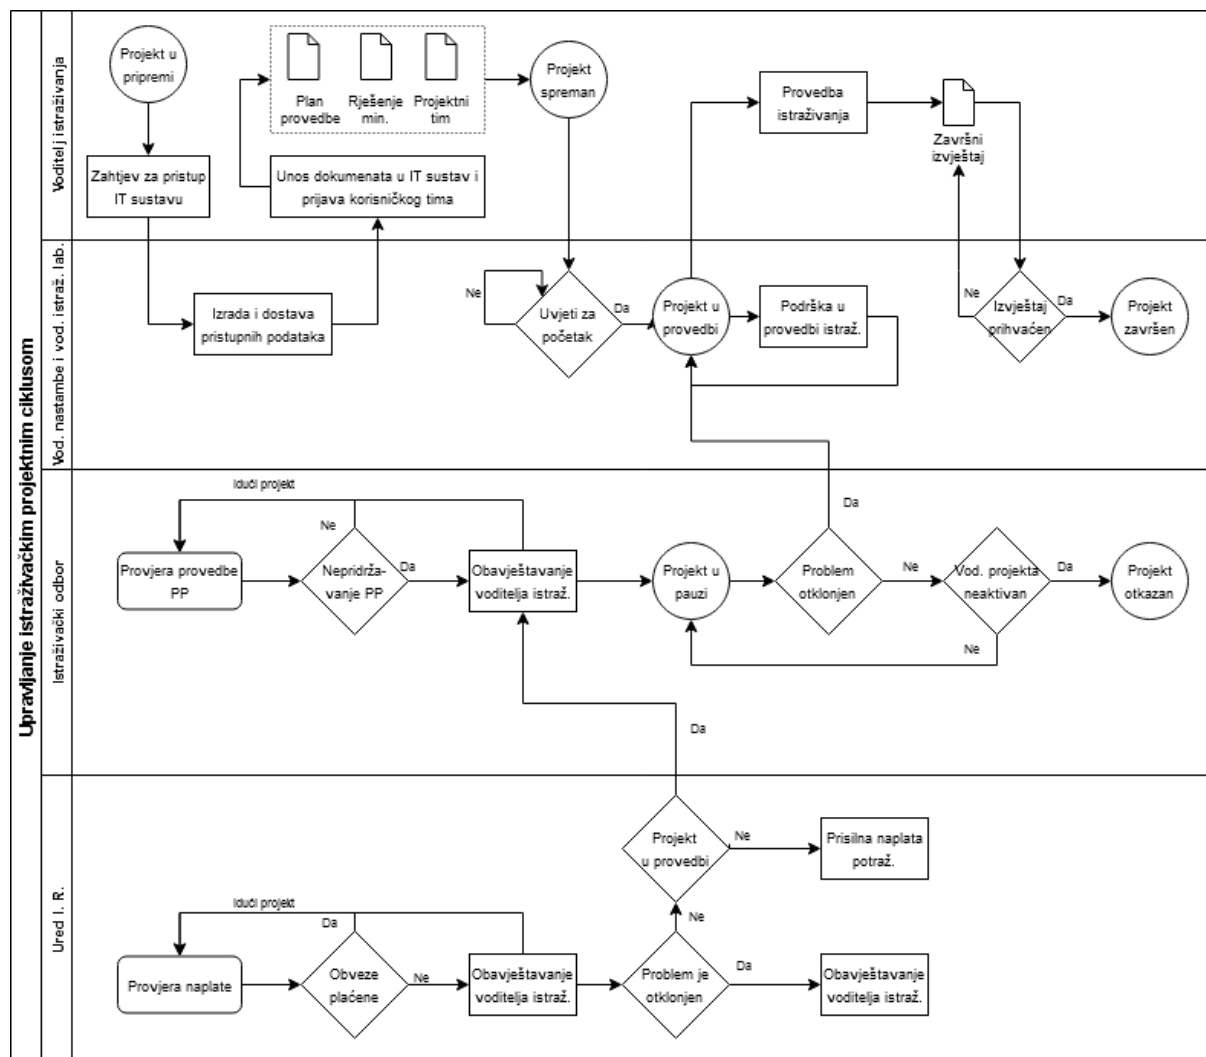 Upravljanje istraživačkim projektnim ciklusom
Voditelj istraživanja
Projekt u
pripremi
Plan
provedbe
Rješenje
min.
Projektni
tim
Projekt
spreman
Provedba
istraživanja
Završni
izvještaj
Zahtjev za pristup
IT sustavu
Unos dokumenata u IT sustav i
prijava korisničkog tima
Vod. nastambe i vod. istraž. lab.
Izrada i dostava
pristupnih podataka
Ne
Uvjeti za
početak
Da
Projekt u
provedbi
Podrška u
provedbi istraž.
Ne
Izvještaj
prihvaćen
Da
Projekt
završen
Istraživački odbor
Idući projekt
Provjera provedbe
PP
Ne
Nepridrža-
vanje PP
Da
Obavještavanje
voditelja istraž.
Projekt u
pauzi
Da
Problem
otklonjen
Ne
Vod. projekta
neaktivan
Da
Projekt
otkazan
Ne
Da
Ured I. R.
Projekt
u provedbi
Ne
Prisilna naplata
potraž.
Idući projekt
Da
Ne
Provjera naplate
Obveze
plaćene
Ne
Obavještavanje
voditelja istraž.
Problem je
otklonjen
Da
Obavještavanje
voditelja istraž.